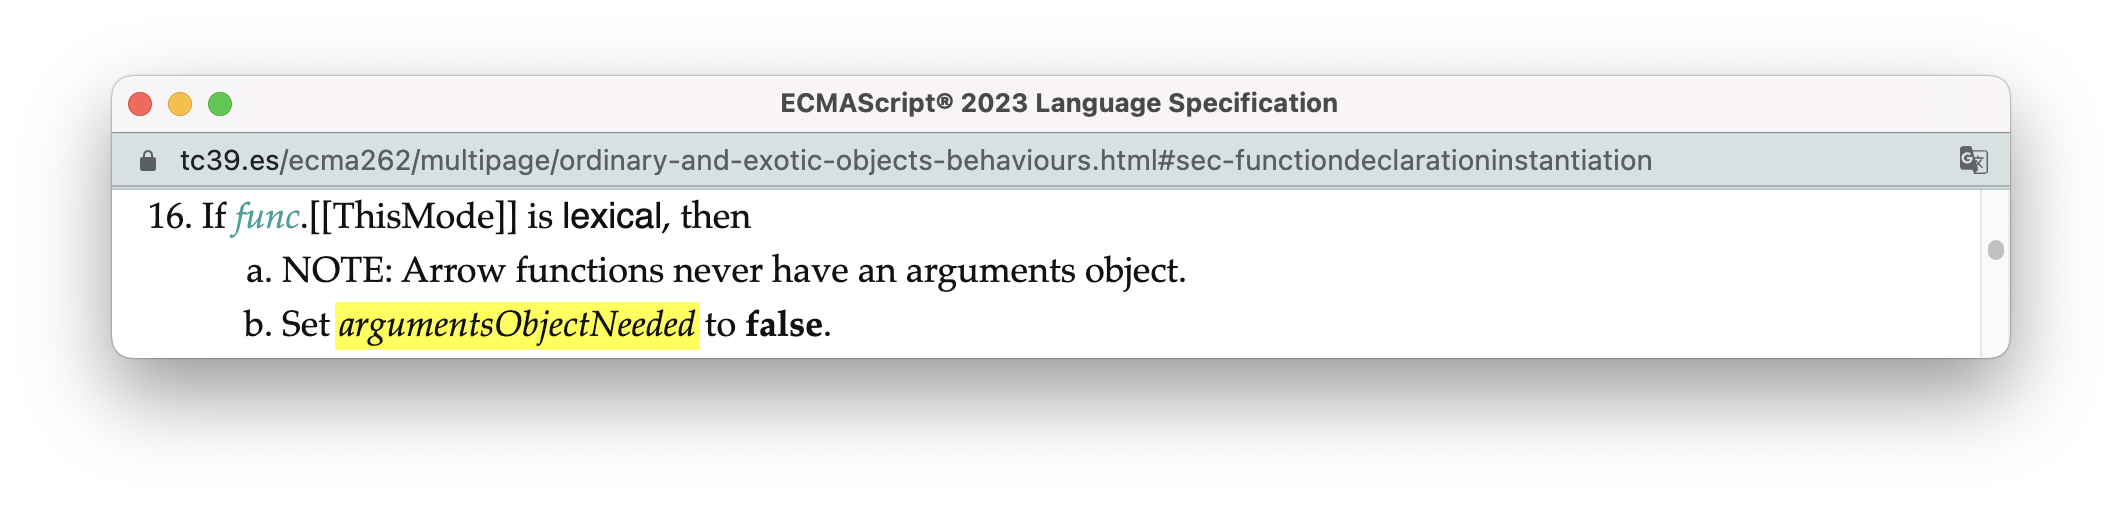 ECMAScript® 2023 Language Specification
tc39.es/ecma262/multipage/ordinary-and-exotic-objects-behaviours.html#sec-functiondeclarationinstantiation
16. If func.[[ThisMode]] is lexical, then
a. NOTE: Arrow functions never have an arguments object.
b. Set argumentsObjectNeeded to false.